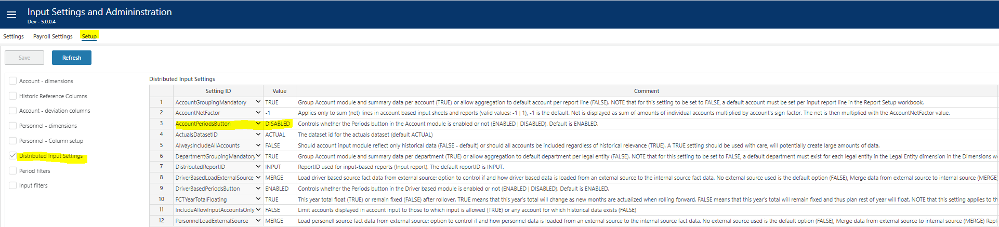 Input Settings and Admininstration
Dev - 5.0.0.4
Settings Payroll Settings Setup
Save Refresh
Account - dimensions
Historic Reference Columns
Account - deviation columns
Personnel - dimensions
Personnel - Column setup
Distributed Input Settings
Period filters
Input filters
Distributed Input Settings
Setting ID Value Comment
1 AccountGroupingMandatory TRUE Group Account module and summary data per account (TRUE) or allow aggregation to default account per report line (FALSE). NOTE that for this setting to be set to FALSE, a default account must be set per input report line in the Report Setup workbook.
2 AccountNetFactor -1 Applies only to sum (net) lines in account based input sheets and reports (valid values: -1 | 1), -1 is the default. Net is displayed as sum of amounts of individual accounts multiplied by account's sign factor. The net is then multiplied with the AccountNetFactor value.
3 AccountPeriodsButton DISABLED Controls whether the Periods button in the Account module is enabled or not (ENABLED | DISABLED). Default is ENABLED.
4 ActualsDatasetID ACTUAL The dataset id for the actuals dataset (default ACTUAL)
5 AlwaysIncludeAllAccounts FALSE Should account input module reflect only historical data (FALSE - default) or should all accounts be included regardless of historical relevance (TRUE). A TRUE setting should be used with care, will potentially create large amounts of data.
6 DepartmentGroupingMandatory TRUE Group Account module and summary data per department (TRUE) or allow aggregation to default department per legal entity (FALSE). NOTE that for this setting to be set to FALSE, a default department must exist for each legal entity in the Legal Entity dimension in the Dimensions w
7 DistributedReportID INPUT ReportID used for input-based reports (Input report). The default reportID is INPUT.
8 DriverBasedLoadExternalSource MERGE Load driver based source fact data from external source: option to control if and how driver based data is loaded from an external source to the internal source fact data. No external source used is the default option (FALSE), Merge data from external source to internal source (MERGE)
9 DriverBasedPeriodsButton ENABLED Controls whether the Periods button in the Driver based module is enabled or not (ENABLED | DISABLED). Default is ENABLED.
10 FCTYearTotalFloating TRUE This year total float (TRUE) or remain fixed (FALSE) after rollover. TRUE means that this year's total will change as new months are actualized when rolling forward. FALSE means that this year's total will remain fixed and thus plan rest of year will float. NOTE that this setting applies to th
11 IncludeAllowInputAccountsOnly FALSE Limit accounts displayed in account input to those to which input is allowed (TRUE) or any account for which historical data exists (FALSE)
12 PersonnelLoadExternalSource MERGE Load personell source fact data from external source: option to control if and how personnel data is loaded from an external source to the internal source fact data. No external source used is the default option (FALSE), Merge data from external source to internal source (MERGE) Repl